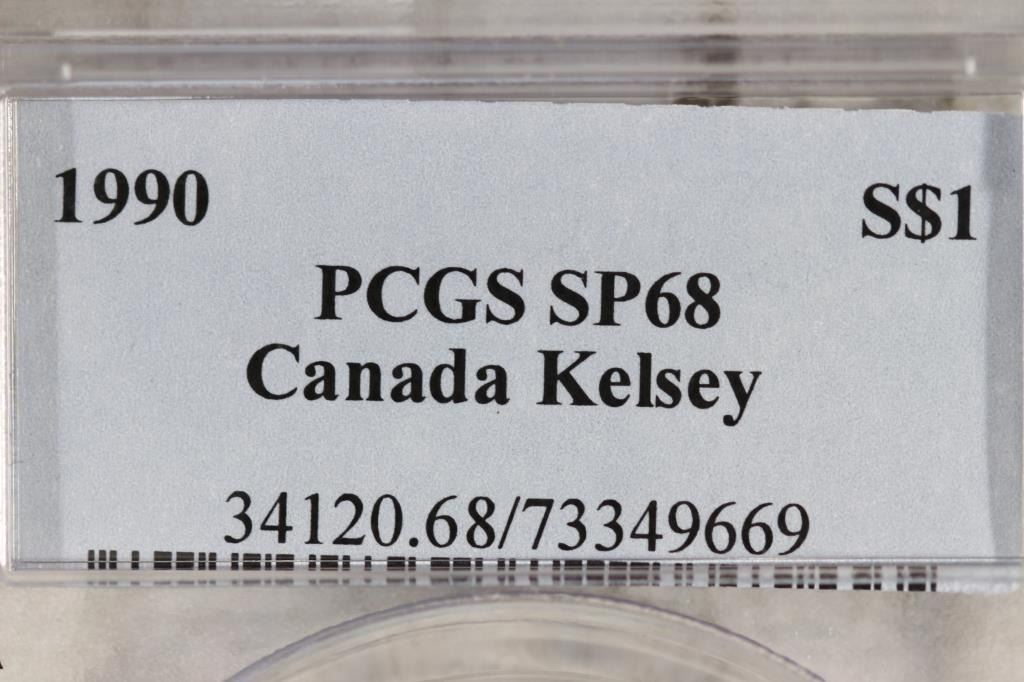 1990 S$1
PCGS SP68
Canada Kelsey
34120.68/73349669